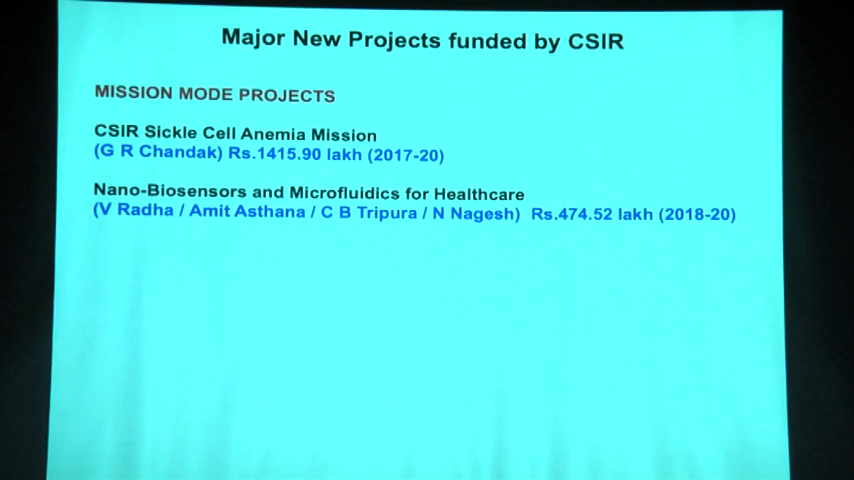 Major New Projects funded by CSIR
MISSION MODE PROJECTS
CSIR Sickle Cell Anemia Mission
(G R Chandak) Rs.1415.90 lakh (2017-20)
Nano-Biosensors and Microfluidics for Healthcare
(V Radha / Amit Asthana / C B Tripura / N Nagesh) Rs.474.52 lakh (2018-20)